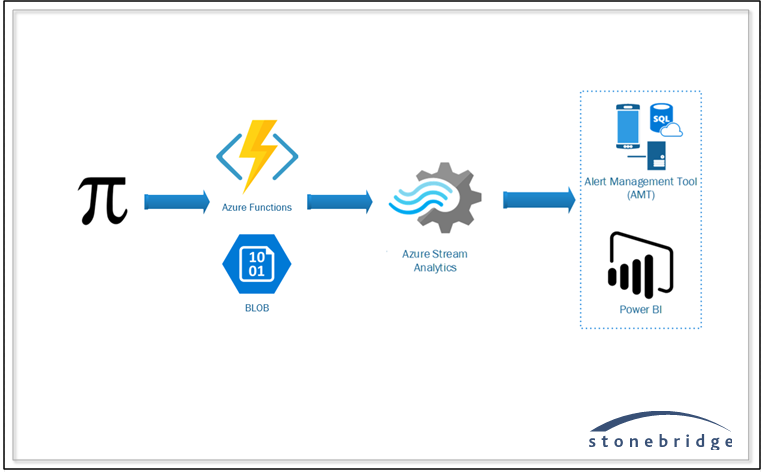 π
Azure Functions
10
01
BLOB
Azure Stream
Analytics
SQL
Alert Management Tool
(AMT)
Power BI
stonebridge